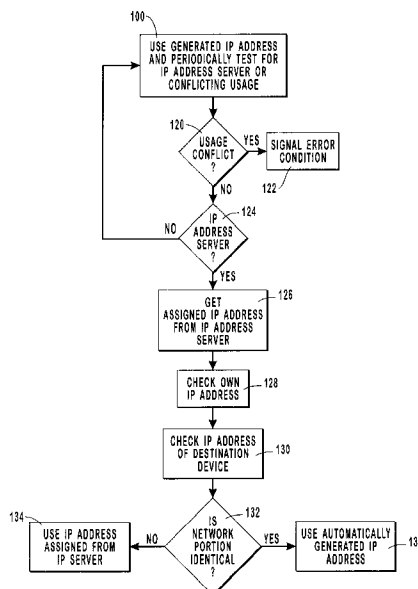 100
USE GENERATED IP ADDRESS
AND PERIODICALLY TEST FOR
IP ADDRESS SERVER OR
CONFLICTING USAGE
120
USAGE
CONFLICT
?
YES
SIGNAL ERROR
CONDITION
122
NO
124
IP
ADDRESS
SERVER
?
NO
YES
126
GET
ASSIGNED IP ADDRESS
FROM IP ADDRESS
SERVER
CHECK OWN
IP ADDRESS
128
CHECK IP ADDRESS
OF DESTINATION
DEVICE
130
132
IS
NETWORK
PORTION
IDENTICAL
?
134
NO
USE IP ADDRESS
ASSIGNED FROM
IP SERVER
YES
USE AUTOMATICALLY
GENERATED IP
ADDRESS